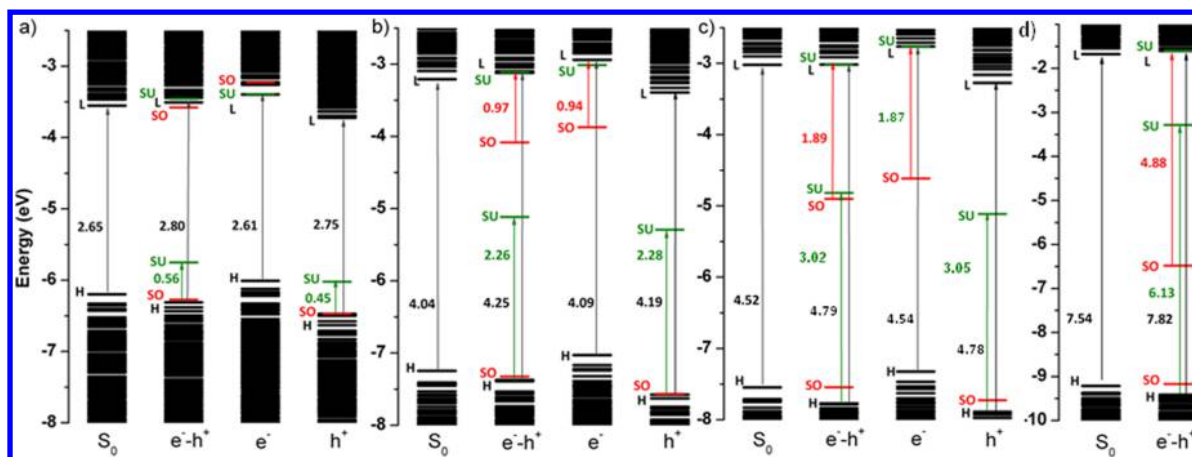 a)
b)
c)
d)
Energy (eV)
-3
-4
-5
-6
-7
-8
L
2.65
H
S₀
SU
L
SO
2.80
SU
0.56
SO
H
e⁻-h⁺
SO
SU
L
2.61
H
e⁻
L
2.75
SU
0.45
SO
H
h⁺
-3
-4
-5
-6
-7
-8
L
4.04
H
S₀
L
SU
0.97
SO
SU
2.26
4.25
SO
H
e⁻-h⁺
L
SU
0.94
SO
4.09
H
e⁻
L
SU
2.28
4.19
SO
H
h⁺
-3
-4
-5
-6
-7
-8
L
4.52
H
S₀
SU
L
1.89
SU
SO
3.02
4.79
SO
H
e⁻-h⁺
SU
L
1.87
SO
4.54
H
e⁻
L
SU
3.05
4.78
SO
H
h⁺
-1
-2
-3
-4
-5
-6
-7
-8
-9
-10
L
7.54
H
S₀
SU
L
SU
4.88
SO
6.13
7.82
SO
H
e⁻-h⁺